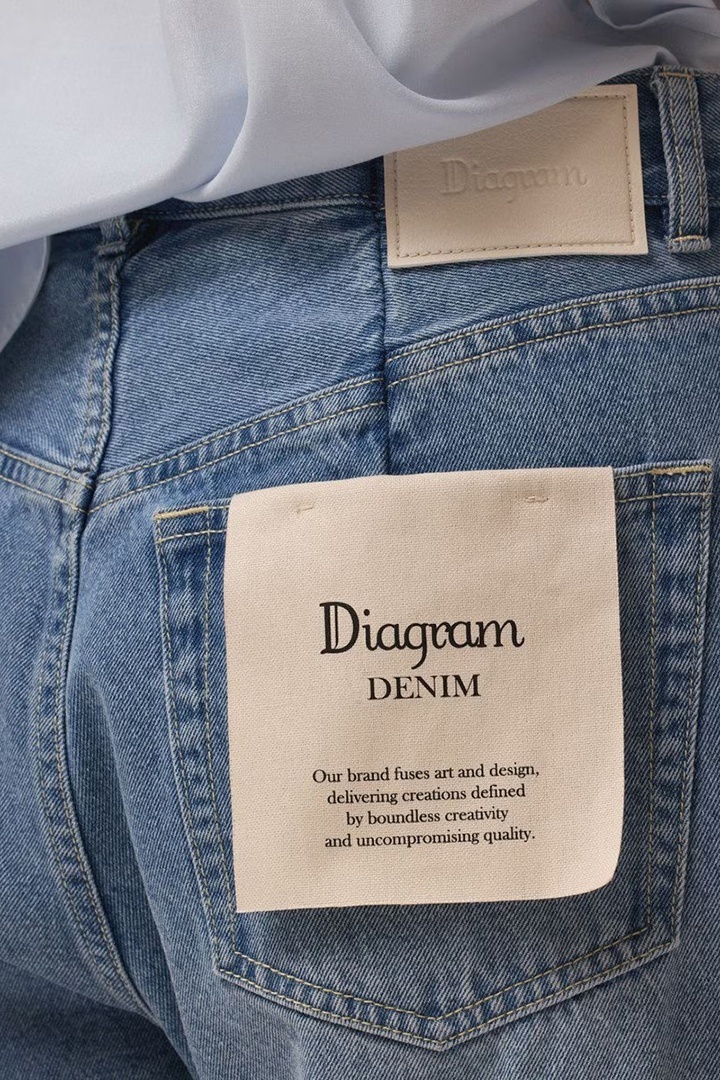 Diagram
Diagram
DENIM
Our brand fuses art and design,
delivering creations defined
by boundless creativity
and uncompromising quality.